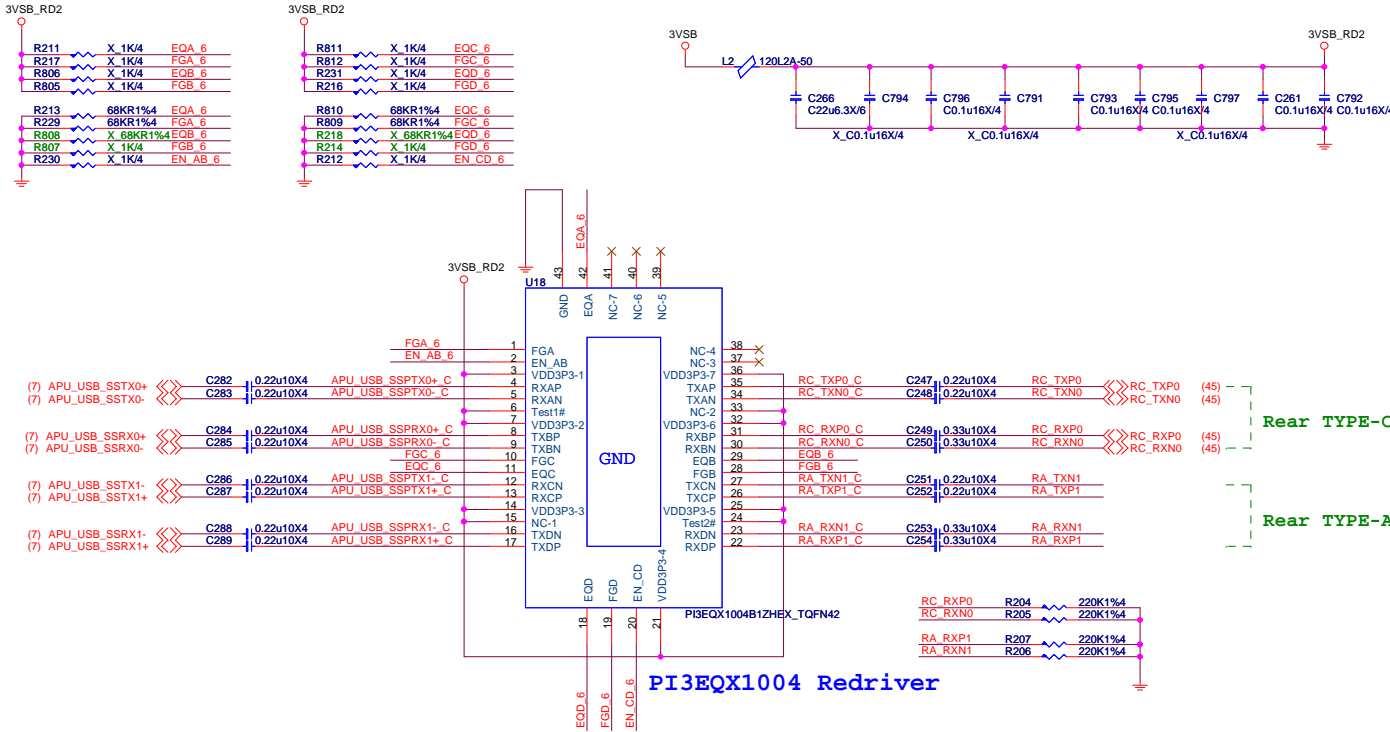 3VSB_RD2
R211 X_1K/4 EQA_6
R217 X_1K/4 FGA_6
R806 X_1K/4 EQB_6
R805 X_1K/4 FGB_6
R213 68KR1%4 EQA_6
R229 68KR1%4 FGA_6
R808 X_68KR1%4 EQB_6
R807 X_1K/4 FGB_6
R230 X_1K/4 EN_AB_6
3VSB_RD2
R811 X_1K/4 EQC_6
R812 X_1K/4 FGC_6
R231 X_1K/4 EQD_6
R216 X_1K/4 FGD_6
R810 68KR1%4 EQC_6
R809 68KR1%4 FGC_6
R218 X_68KR1%4 EQD_6
R214 X_1K/4 FGD_6
R212 X_1K/4 EN_CD_6
3VSB
3VSB_RD2
L2 120L2A-50
C266 C794 C796 C791 C793 C795 C797 C261 C792
C22u6.3X/6 C0.1u16X/4 C0.1u16X/4 C0.1u16X/4 C0.1u16X/4 C0.1u16X/4
X_C0.1u16X/4 X_C0.1u16X/4 X_C0.1u16X/4
EQA_6
3VSB_RD2
U18
43 42 41 40 39
GND EQA NC-7 NC-6 NC-5
FGA_6 1 FGA
EN_AB_6 2 EN_AB
3 VDD3P3-1
(7) APU_USB_SSTX0+ C282 0.22u10X4 APU_USB_SSPTX0+_C 4 RXAP
(7) APU_USB_SSTX0- C283 0.22u10X4 APU_USB_SSPTX0-_C 5 RXAN
6 Test1#
7 VDD3P3-2
(7) APU_USB_SSRX0+ C284 0.22u10X4 APU_USB_SSPRX0+_C 8 TXBP
(7) APU_USB_SSRX0- C285 0.22u10X4 APU_USB_SSPRX0-_C 9 TXBN
FGC_6 10 FGC
EQC_6 11 EQC
(7) APU_USB_SSTX1- C286 0.22u10X4 APU_USB_SSPTX1-_C 12 RXCN
(7) APU_USB_SSTX1+ C287 0.22u10X4 APU_USB_SSPTX1+_C 13 RXCP
14 VDD3P3-3
15 NC-1
(7) APU_USB_SSRX1- C288 0.22u10X4 APU_USB_SSPRX1-_C 16 TXDN
(7) APU_USB_SSRX1+ C289 0.22u10X4 APU_USB_SSPRX1+_C 17 TXDP
GND
NC-4 38
NC-3 37
VDD3P3-7 36
TXAP 35 RC_TXP0_C C247 0.22u10X4 RC_TXP0 RC_TXP0 (45)
TXAN 34 RC_TXN0_C C248 0.22u10X4 RC_TXN0 RC_TXN0 (45)
NC-2 33
VDD3P3-6 32
RXBP 31 RC_RXP0_C C249 0.33u10X4 RC_RXP0 RC_RXP0 (45)
RXBN 30 RC_RXN0_C C250 0.33u10X4 RC_RXN0 RC_RXN0 (45)
EQB 29 EQB_6
FGB 28 FGB_6
TXCN 27 RA_TXN1_C C251 0.22u10X4 RA_TXN1
TXCP 26 RA_TXP1_C C252 0.22u10X4 RA_TXP1
VDD3P3-5 25
Test2# 24
RXDN 23 RA_RXN1_C C253 0.33u10X4 RA_RXN1
RXDP 22 RA_RXP1_C C254 0.33u10X4 RA_RXP1
Rear TYPE-C
Rear TYPE-A
EQD FGD EN_CD VDD3P3-4
18 19 20 21
PI3EQX1004B1ZHEX_TQFN42
EQD_6 FGD_6 EN_CD_6
RC_RXP0 R204 220K1%4
RC_RXN0 R205 220K1%4
RA_RXP1 R207 220K1%4
RA_RXN1 R206 220K1%4
PI3EQX1004 Redriver